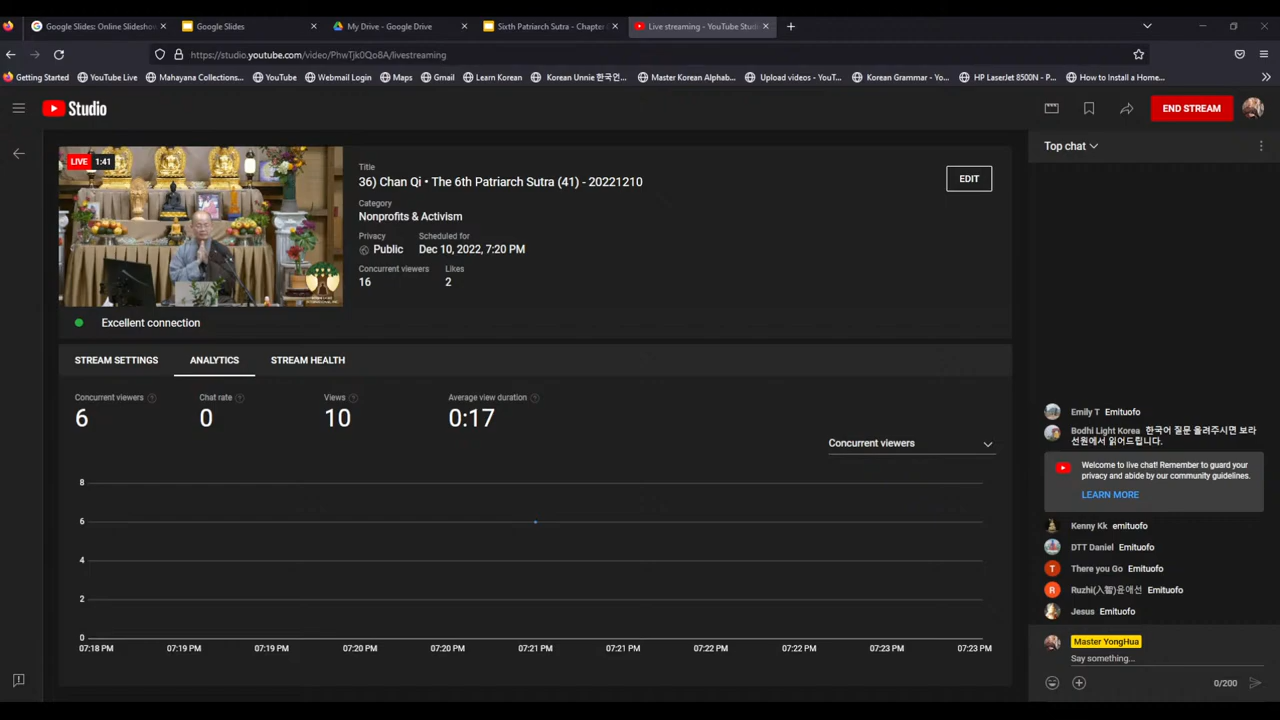 Google Slides: Online Slidesho
Google Slides
My Drive - Google Drive
Sixth Patriarch Sutra - Chapter
Live streaming - YouTube Studi
https://studio.youtube.com/video/PhwTjk0Qo8A/livestreaming
Getting Started
YouTube Live
Mahayana Collections...
YouTube
Webmail Login
Maps
Gmail
Learn Korean
Korean Unnie 한국언...
Master Korean Alphab...
Upload videos - YouT...
Korean Grammar - Yo...
HP LaserJet 8500N - P...
How to Install a Home...
Studio
END STREAM
LIVE 1:41
Title
36) Chan Qi • The 6th Patriarch Sutra (41) - 20221210
EDIT
Category
Nonprofits & Activism
Privacy
Scheduled for
Public
Dec 10, 2022, 7:20 PM
Concurrent viewers
Likes
16
2
Excellent connection
STREAM SETTINGS
ANALYTICS
STREAM HEALTH
Concurrent viewers
Chat rate
Views
Average view duration
6
0
10
0:17
Concurrent viewers
8
6
4
2
0
07:18 PM
07:19 PM
07:19 PM
07:20 PM
07:20 PM
07:21 PM
07:21 PM
07:22 PM
07:22 PM
07:23 PM
07:23 PM
Top chat
Emily T Emituofo
Bodhi Light Korea 한국어 질문 올려주시면 보라
선원에서 읽어드립니다.
Welcome to live chat! Remember to guard your
privacy and abide by our community guidelines.
LEARN MORE
Kenny Kk emituofo
DTT Daniel Emituofo
T
There you Go Emituofo
R
Ruzhi(入智)윤애선 Emituofo
Jesus Emituofo
Master YongHua
Say something...
0/200